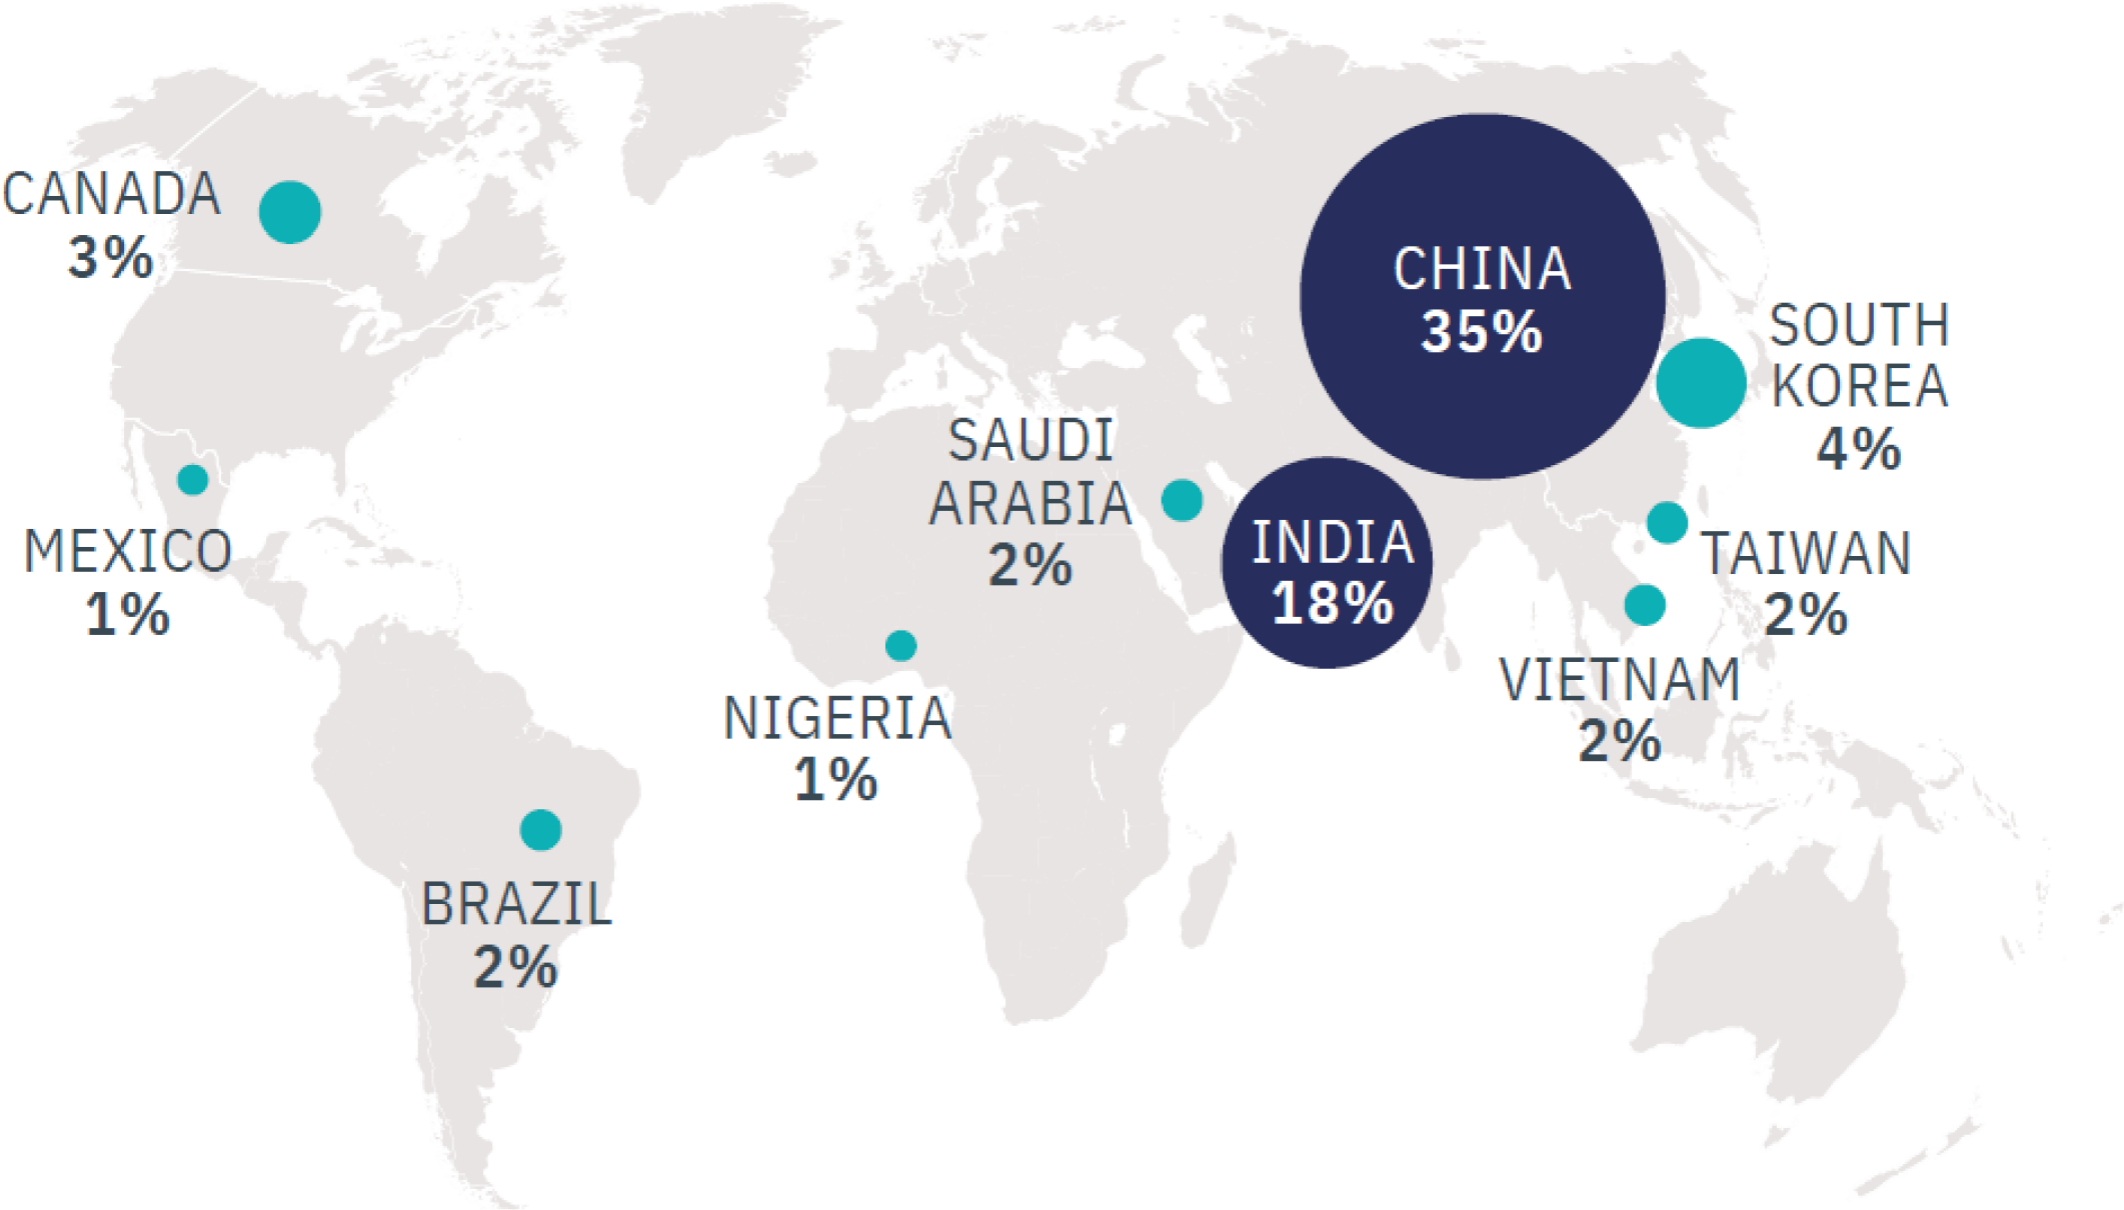 CANADA
3%
CHINA
35%
SOUTH
KOREA
4%
SAUDI
ARABIA
2%
INDIA
18%
MEXICO
1%
TAIWAN
2%
VIETNAM
2%
NIGERIA
1%
BRAZIL
2%